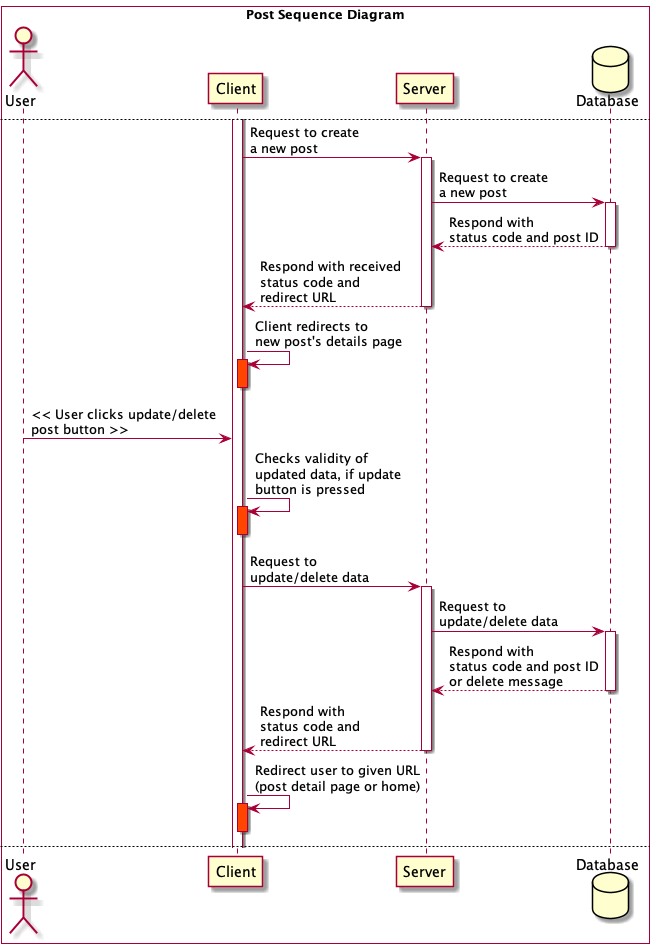 Post Sequence Diagram
User
Client
Server
Database
Request to create
a new post
Request to create
a new post
Respond with
status code and post ID
Respond with received
status code and
redirect URL
Client redirects to
new post's details page
<< User clicks update/delete
post button >>
Checks validity of
updated data, if update
button is pressed
Request to
update/delete data
Request to
update/delete data
Respond with
status code and post ID
or delete message
Respond with
status code and
redirect URL
Redirect user to given URL
(post detail page or home)
User
Client
Server
Database